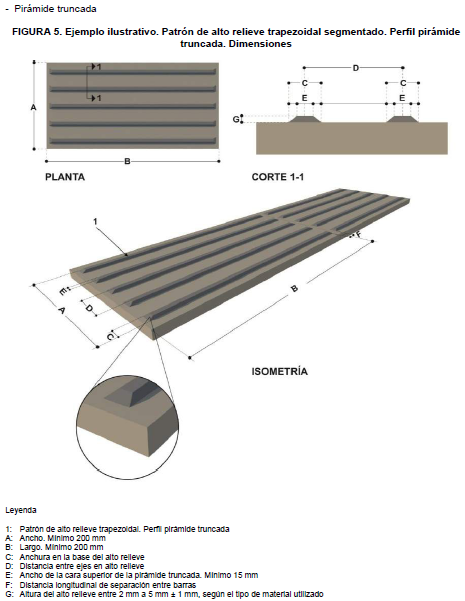 - Pirámide truncada
FIGURA 5. Ejemplo ilustrativo. Patrón de alto relieve trapezoidal segmentado. Perfil pirámide
truncada. Dimensiones
1
1
A
B
PLANTA
D
C
C
E
E
G
CORTE 1-1
1
F
B
E
D
A
C
ISOMETRÍA
Leyenda
1: Patrón de alto relieve trapezoidal. Perfil pirámide truncada
A: Ancho. Mínimo 200 mm
B: Largo. Mínimo 200 mm
C: Anchura en la base del alto relieve
D: Distancia entre ejes en alto relieve
E: Ancho de la cara superior de la pirámide truncada. Mínimo 15 mm
F: Distancia longitudinal de separación entre barras
G: Altura del alto relieve entre 2 mm a 5 mm ± 1 mm, según el tipo de material utilizado